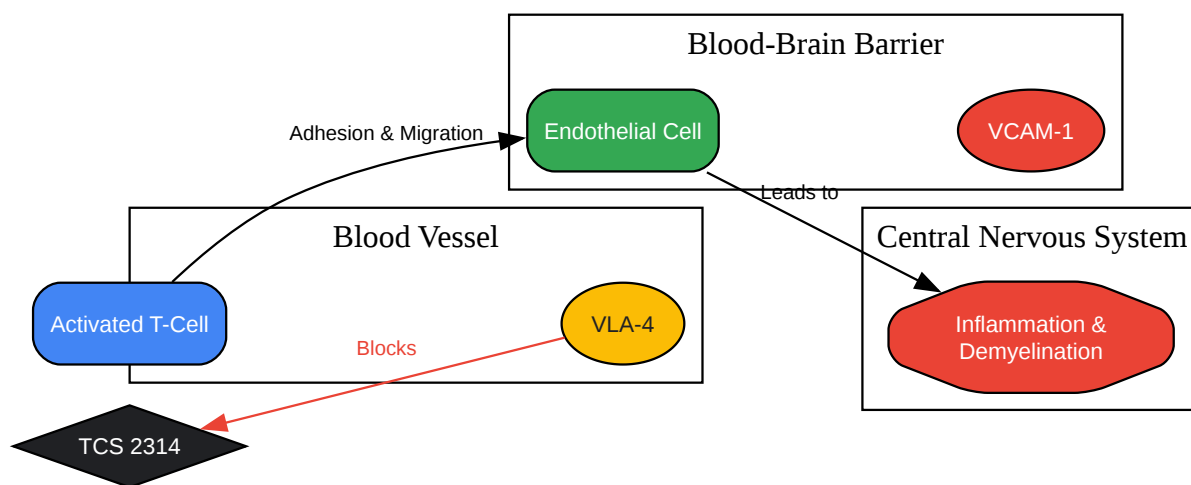 Blood-Brain Barrier
Endothelial Cell
VCAM-1
Adhesion & Migration
Leads to
Blood Vessel
Central Nervous System
Activated T-Cell
VLA-4
Inflammation &
Demyelination
Blocks
TCS 2314